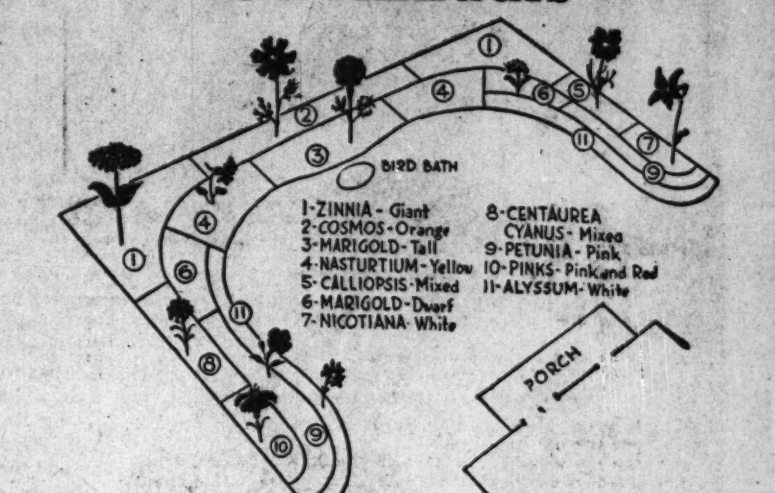 BIRD BATH
1-ZINNIA - Giant
2-COSMOS-Orange
3-MARIGOLD-Tall
4-NASTURTIUM-Yellow
5-CALLIOPSIS-Mixed
6-MARIGOLD-Dwarf
7-NICOTIANA-White
8-CENTAUREA
CYANUS-Mixed
9-PETUNIA-Pink
10-PINKS-Pink and Red
11-ALYSSUM-White
PORCH
1
2
3
4
6
5
7
11
9
4
1
6
11
8
9
10